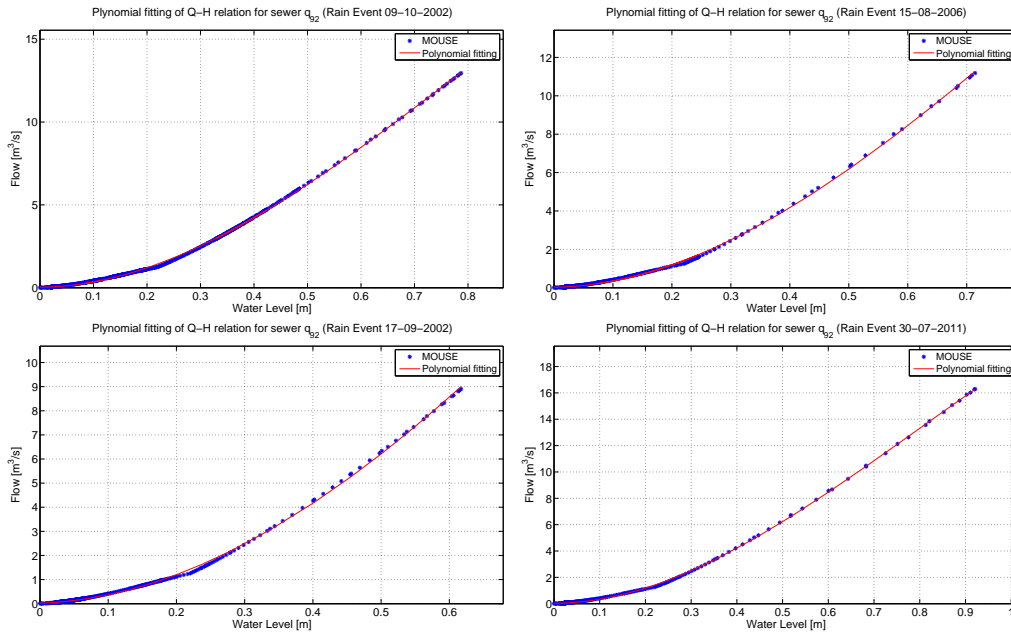 Plynomial fitting of Q−H relation for sewer q92 (Rain Event 09−10−2002)
15
10
5
0
Flow [m3/s]
0 0.1 0.2 0.3 0.4 0.5 0.6 0.7 0.8
Water Level [m]
MOUSE
Polynomial fitting
Plynomial fitting of Q−H relation for sewer q92 (Rain Event 15−08−2006)
12
10
8
6
4
2
0
Flow [m3/s]
0 0.1 0.2 0.3 0.4 0.5 0.6 0.7
Water Level [m]
MOUSE
Polynomial fitting
Plynomial fitting of Q−H relation for sewer q92 (Rain Event 17−09−2002)
10
9
8
7
6
5
4
3
2
1
0
Flow [m3/s]
0 0.1 0.2 0.3 0.4 0.5 0.6
Water Level [m]
MOUSE
Polynomial fitting
Plynomial fitting of Q−H relation for sewer q92 (Rain Event 30−07−2011)
18
16
14
12
10
8
6
4
2
0
Flow [m3/s]
0 0.1 0.2 0.3 0.4 0.5 0.6 0.7 0.8 0.9 1
Water Level [m]
MOUSE
Polynomial fitting